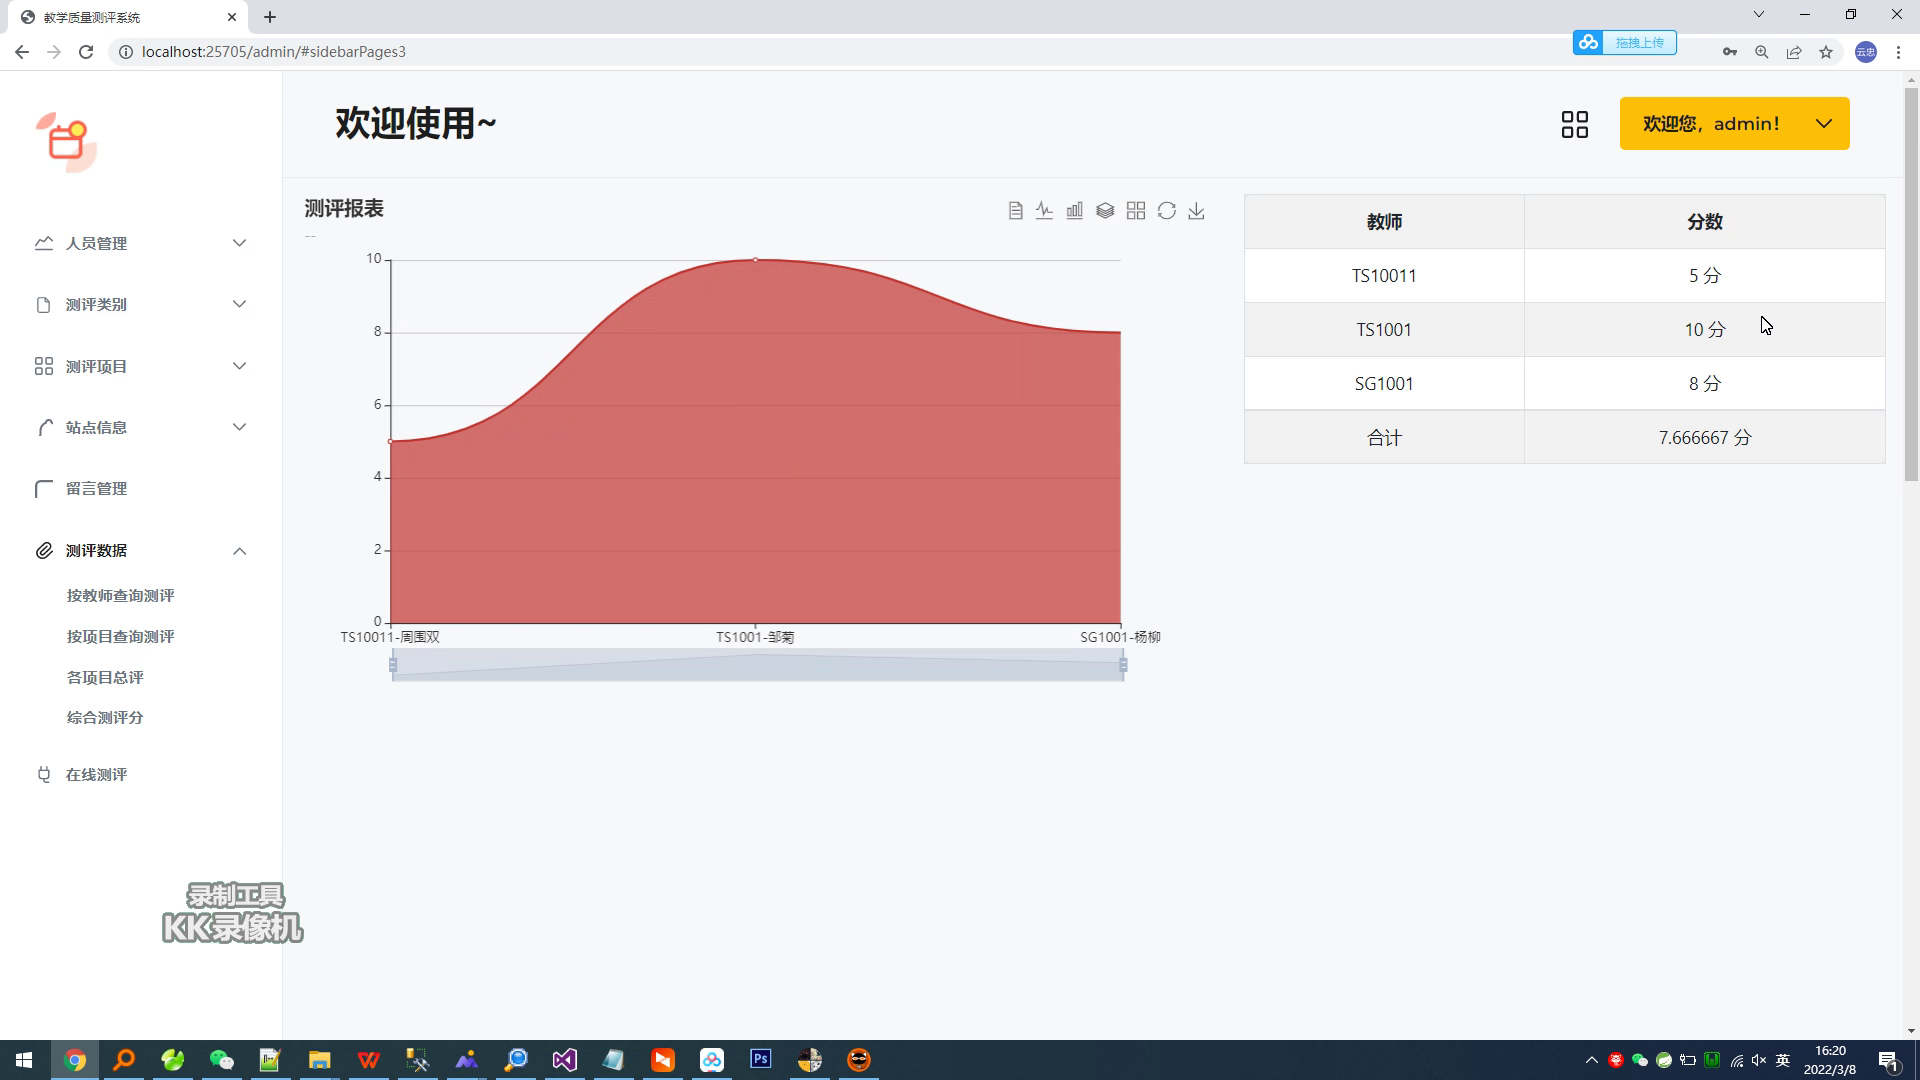 教学质量测评系统
localhost:25705/admin/#sidebarPages3
拖拽上传
云忠
欢迎使用~
欢迎您，admin！
人员管理
测评类别
测评项目
站点信息
留言管理
测评数据
按教师查询测评
按项目查询测评
各项目总评
综合测评分
在线测评
测评报表
--
10
8
6
4
2
0
TS10011-周围双
TS1001-邹菊
SG1001-杨柳
教师 分数
TS10011 5 分
TS1001 10 分
SG1001 8 分
合计 7.666667 分
录制工具
KK录像机
Ps
英
16:20
2022/3/8
1